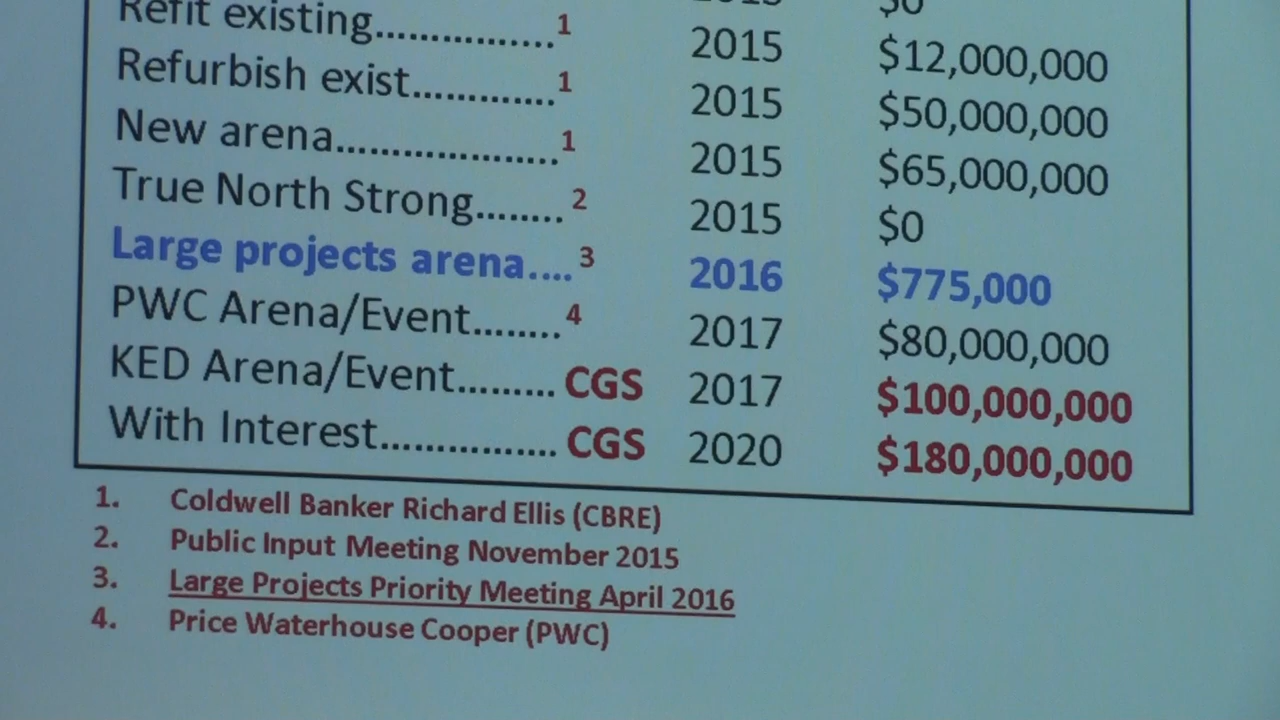 $0
Refit existing............... 1 2015 $12,000,000
Refurbish exist............. 1 2015 $50,000,000
New arena.................... 1 2015 $65,000,000
True North Strong........ 2 2015 $0
Large projects arena.... 3 2016 $775,000
PWC Arena/Event........ 4 2017 $80,000,000
KED Arena/Event......... CGS 2017 $100,000,000
With Interest................ CGS 2020 $180,000,000
1. Coldwell Banker Richard Ellis (CBRE)
2. Public Input Meeting November 2015
3. Large Projects Priority Meeting April 2016
4. Price Waterhouse Cooper (PWC)